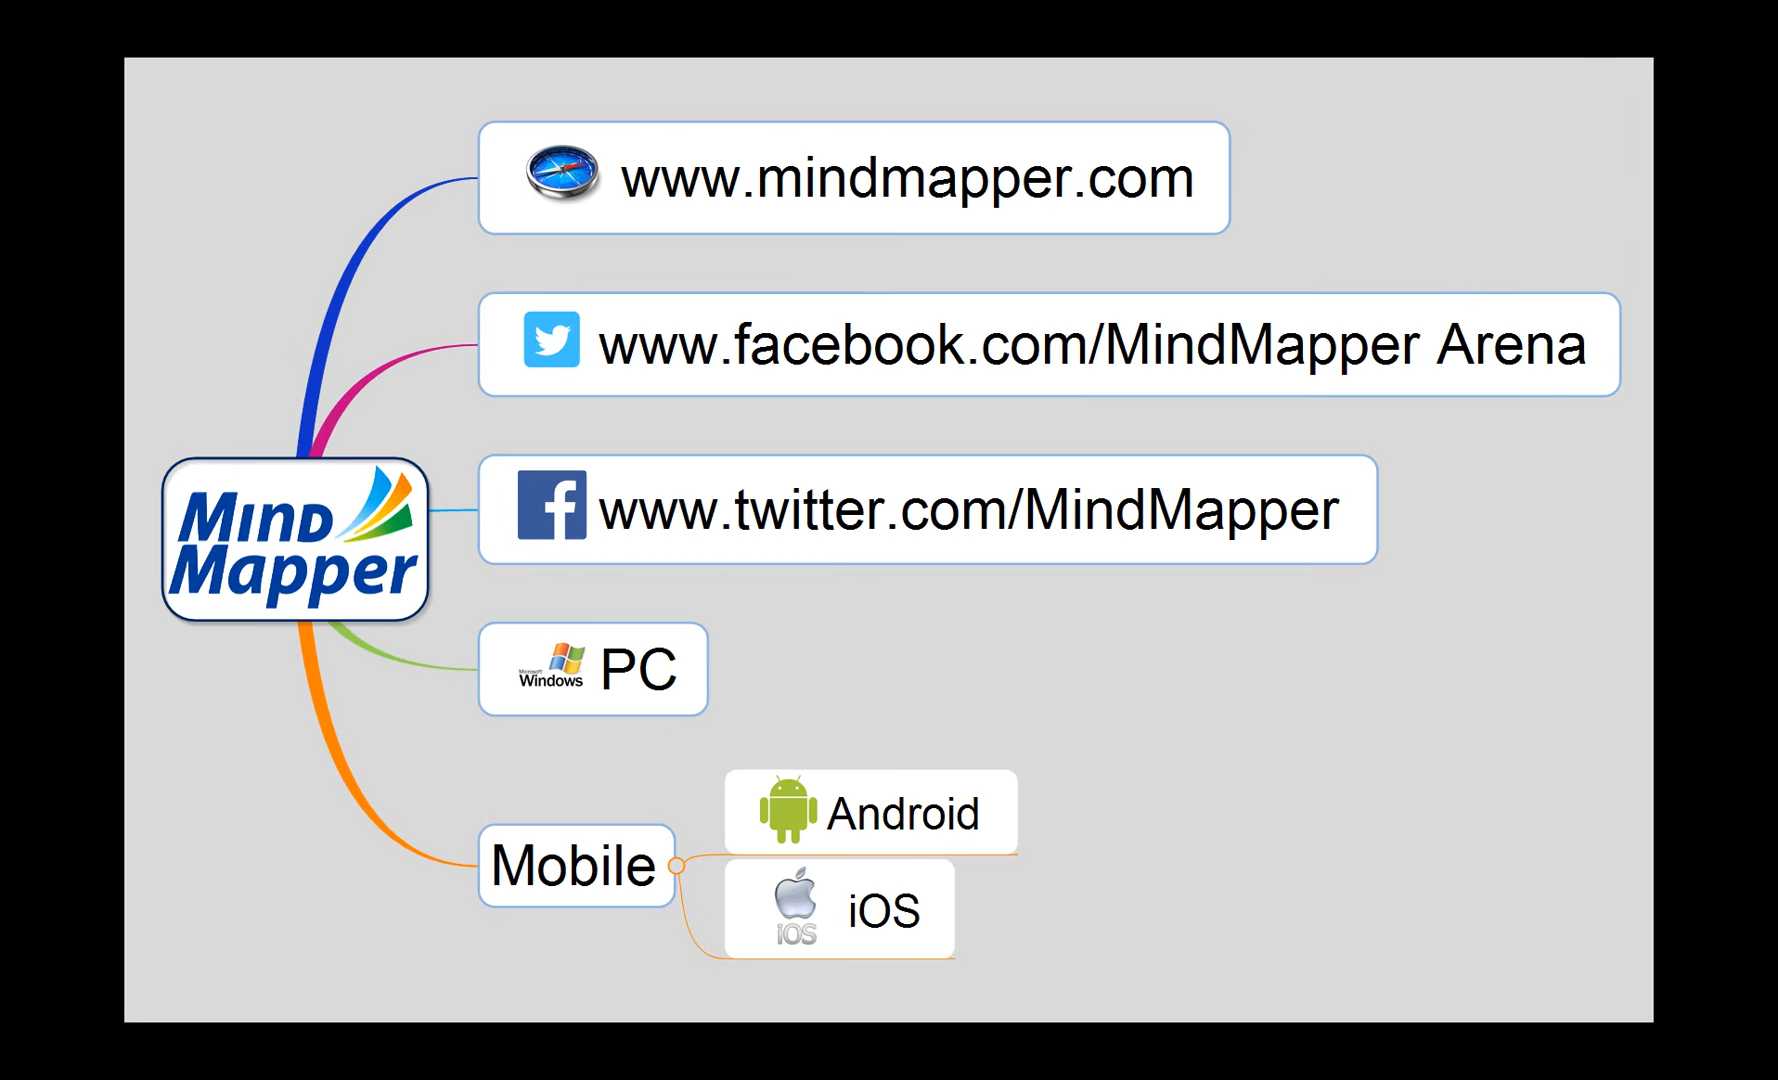 www.mindmapper.com
www.facebook.com/MindMapper Arena
Mind
Mapper
www.twitter.com/MindMapper
Microsoft
Windows
PC
Android
Mobile
iOS
iOS